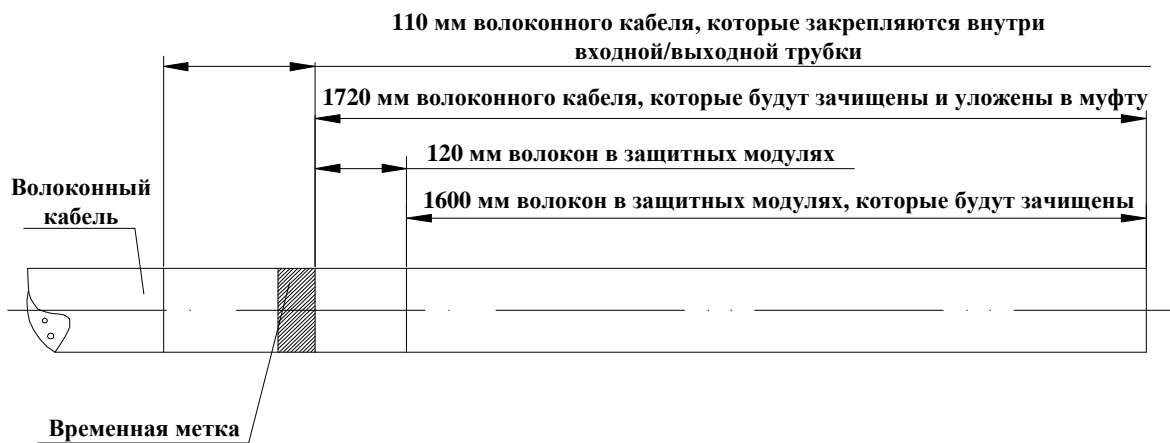 110 мм волоконного кабеля, которые закрепляются внутри
входной/выходной трубки
1720 мм волоконного кабеля, которые будут зачищены и уложены в муфту
120 мм волокон в защитных модулях
Волоконный
кабель
1600 мм волокон в защитных модулях, которые будут зачищены
Временная метка